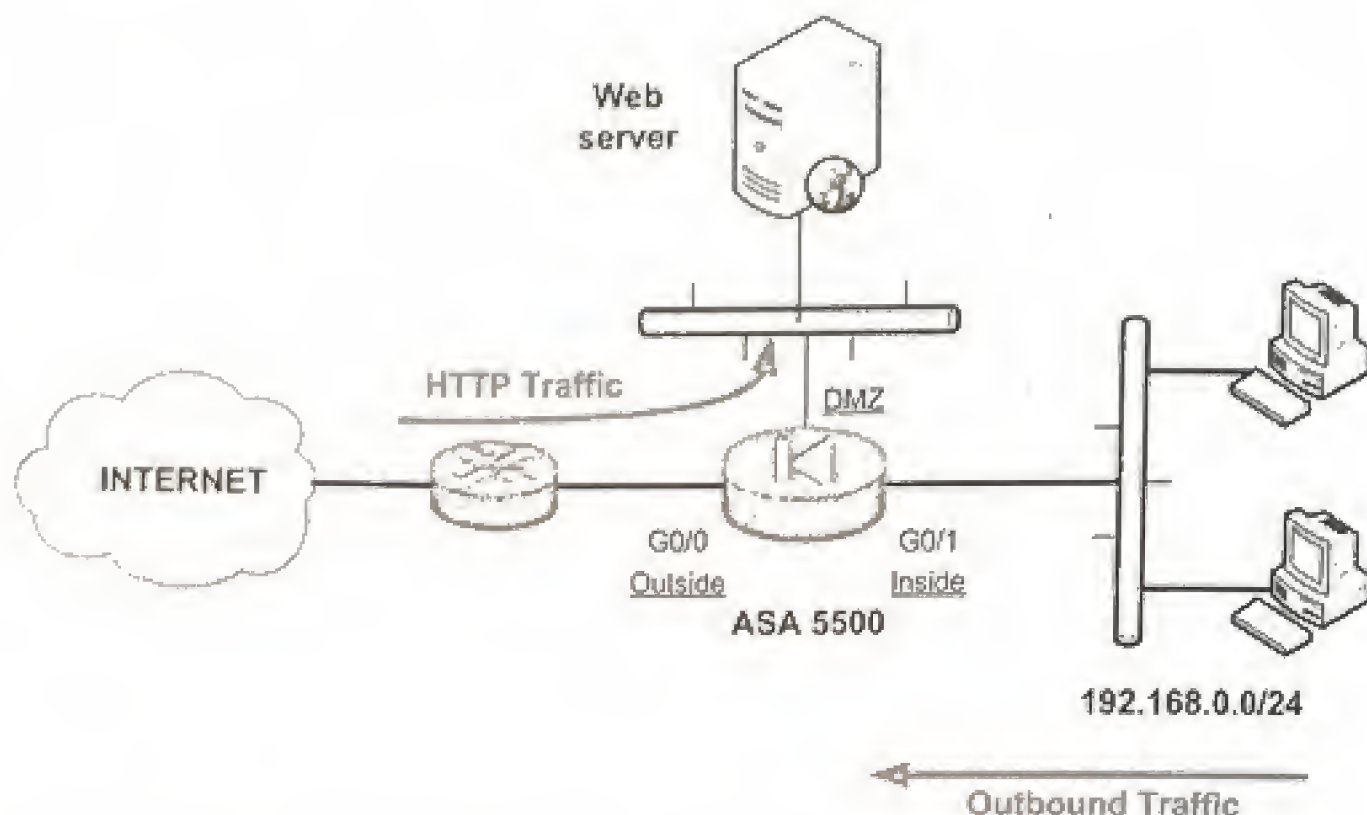 Web
server
HTTP Traffic
DMZ
INTERNET
G0/0
Outside
G0/1
Inside
ASA 5500
192.168.0.0/24
Outbound Traffic